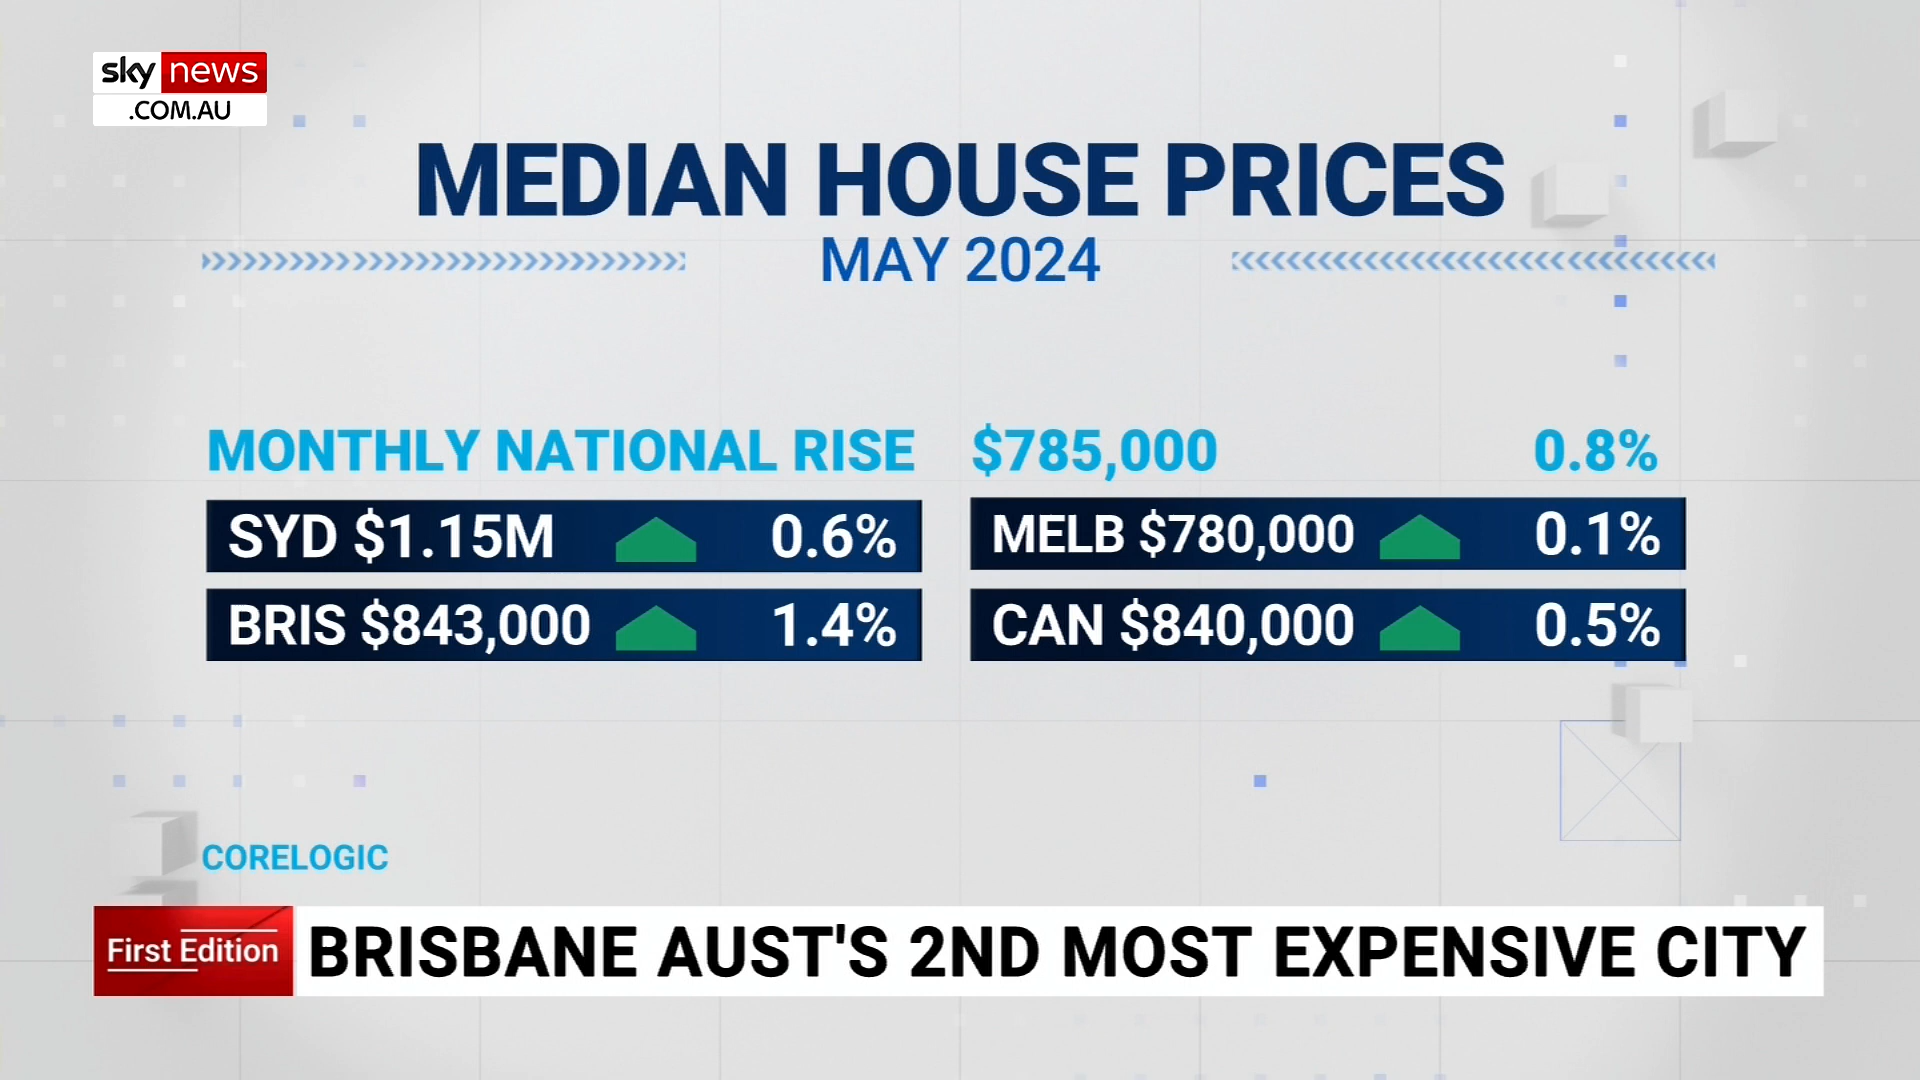 sky news
.COM.AU
MEDIAN HOUSE PRICES
MAY 2024
MONTHLY NATIONAL RISE $785,000 0.8%
SYD $1.15M 0.6%
MELB $780,000 0.1%
BRIS $843,000 1.4%
CAN $840,000 0.5%
CORELOGIC
First Edition
BRISBANE AUST'S 2ND MOST EXPENSIVE CITY